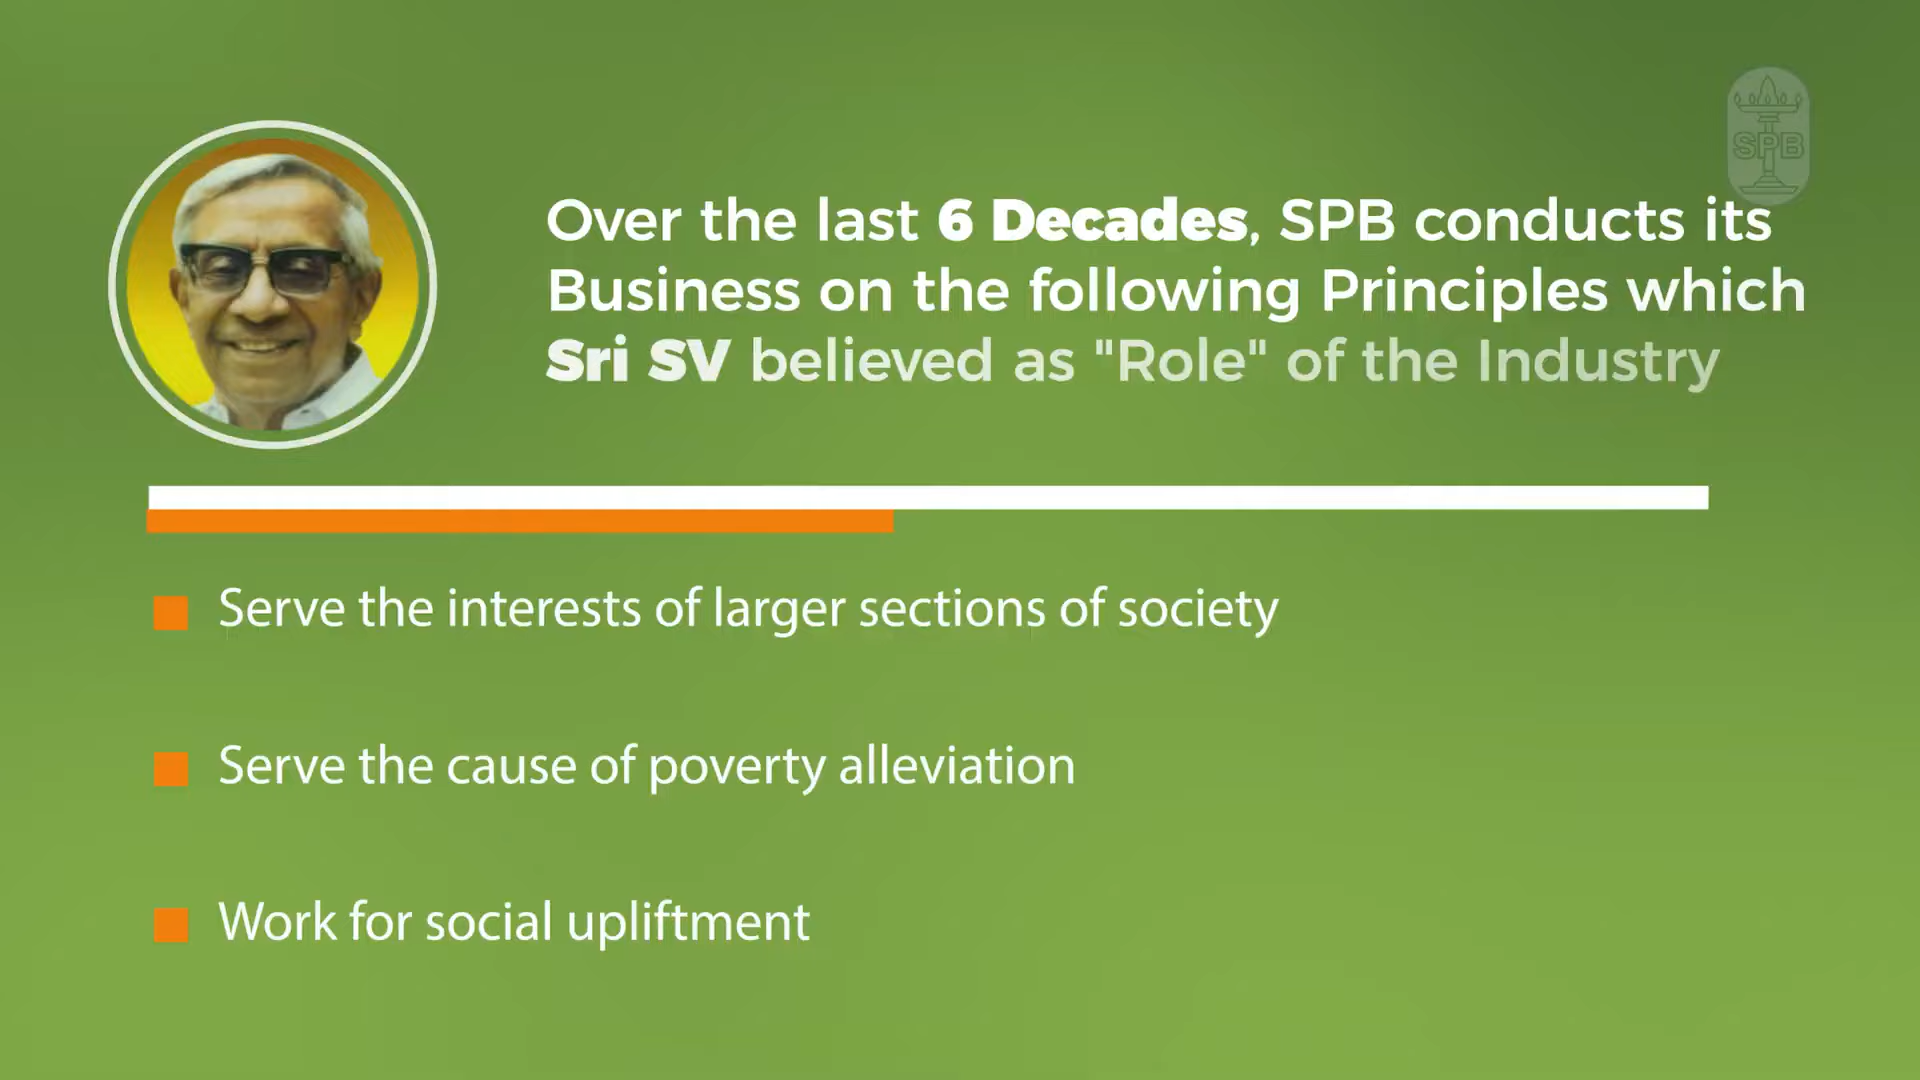 SPB
Over the last 6 Decades, SPB conducts its
Business on the following Principles which
Sri SV believed as "Role" of the Industry
Serve the interests of larger sections of society
Serve the cause of poverty alleviation
Work for social upliftment